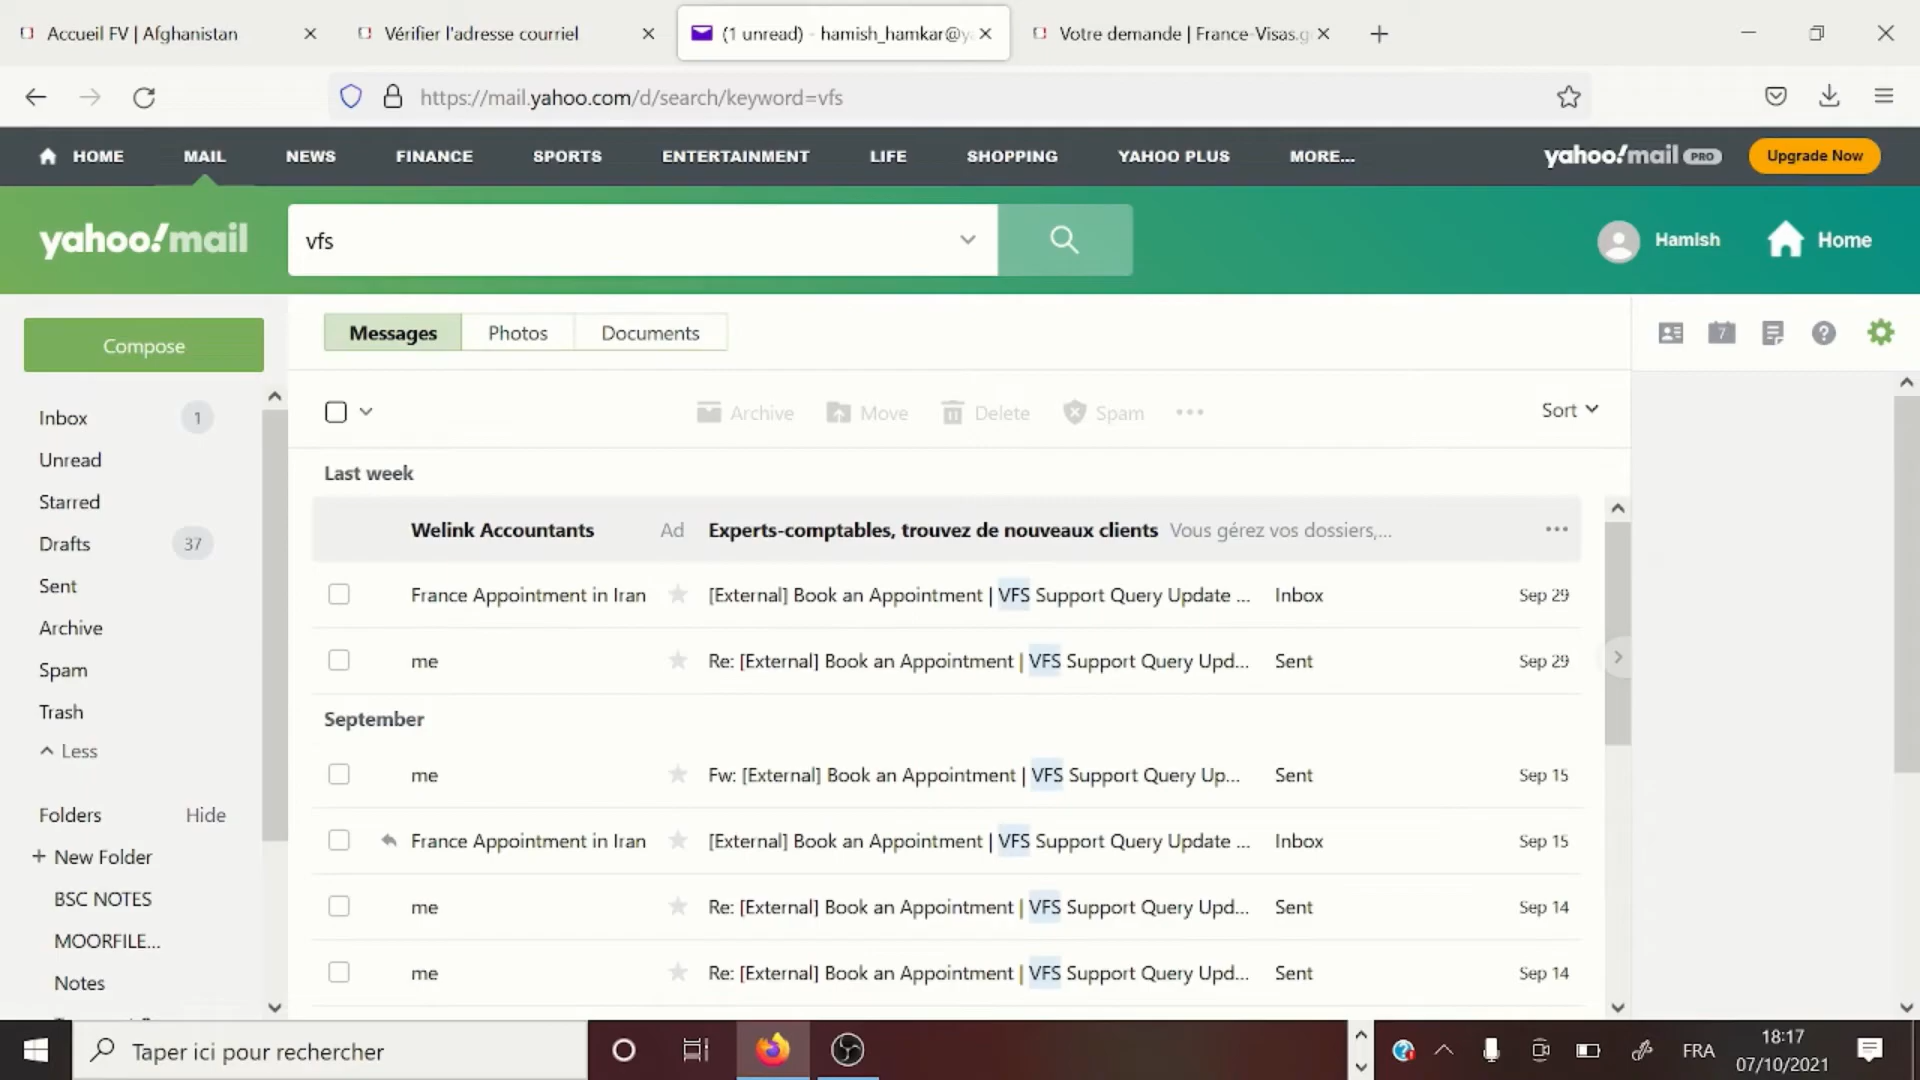 Accueil FV | Afghanistan
Vérifier l'adresse courriel
(1 unread) - hamish_hamkar@y
Votre demande | France-Visas.g
https://mail.yahoo.com/d/search/keyword=vfs
HOME MAIL NEWS FINANCE SPORTS ENTERTAINMENT LIFE SHOPPING YAHOO PLUS MORE... yahoo!mail PRO Upgrade Now
yahoo!mail vfs Hamish Home
Messages Photos Documents
7
Compose
Archive Move Delete Spam Sort
Inbox 1
Unread
Starred
Drafts 37
Sent
Archive
Spam
Trash
Less
Folders Hide
+ New Folder
BSC NOTES
MOORFILE...
Notes
Last week
Welink Accountants Ad Experts-comptables, trouvez de nouveaux clients Vous gérez vos dossiers,...
France Appointment in Iran [External] Book an Appointment | VFS Support Query Update ... Inbox Sep 29
me Re: [External] Book an Appointment | VFS Support Query Upd... Sent Sep 29
September
me Fw: [External] Book an Appointment | VFS Support Query Up... Sent Sep 15
France Appointment in Iran [External] Book an Appointment | VFS Support Query Update ... Inbox Sep 15
me Re: [External] Book an Appointment | VFS Support Query Upd... Sent Sep 14
me Re: [External] Book an Appointment | VFS Support Query Upd... Sent Sep 14
Taper ici pour rechercher
FRA
18:17
07/10/2021